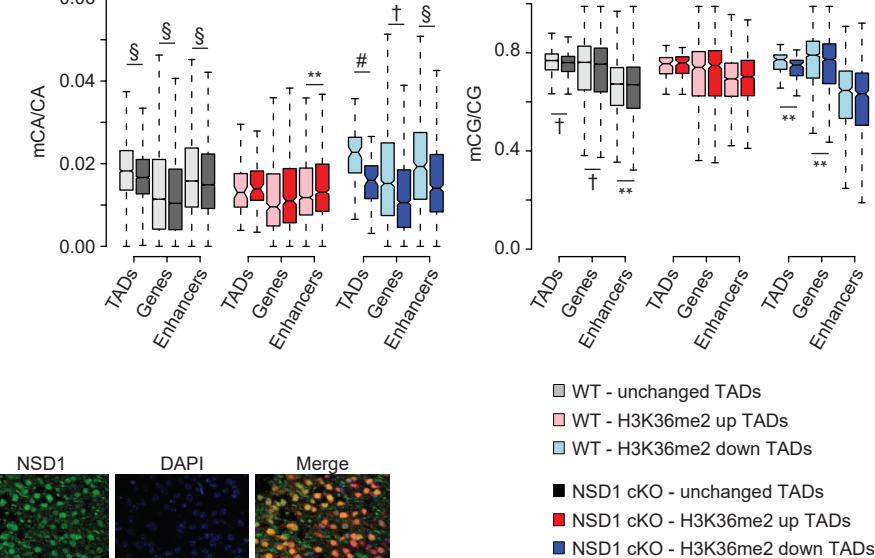 0.06
0.04
0.02
0.00
mCA/CA
§ § § # † § **
TADs Genes Enhancers TADs Genes Enhancers TADs Genes Enhancers
0.8
0.4
0.0
mCG/CG
† † ** ** **
TADs Genes Enhancers TADs Genes Enhancers TADs Genes Enhancers
WT - unchanged TADs
WT - H3K36me2 up TADs
WT - H3K36me2 down TADs
NSD1 cKO - unchanged TADs
NSD1 cKO - H3K36me2 up TADs
NSD1 cKO - H3K36me2 down TADs
NSD1 DAPI Merge